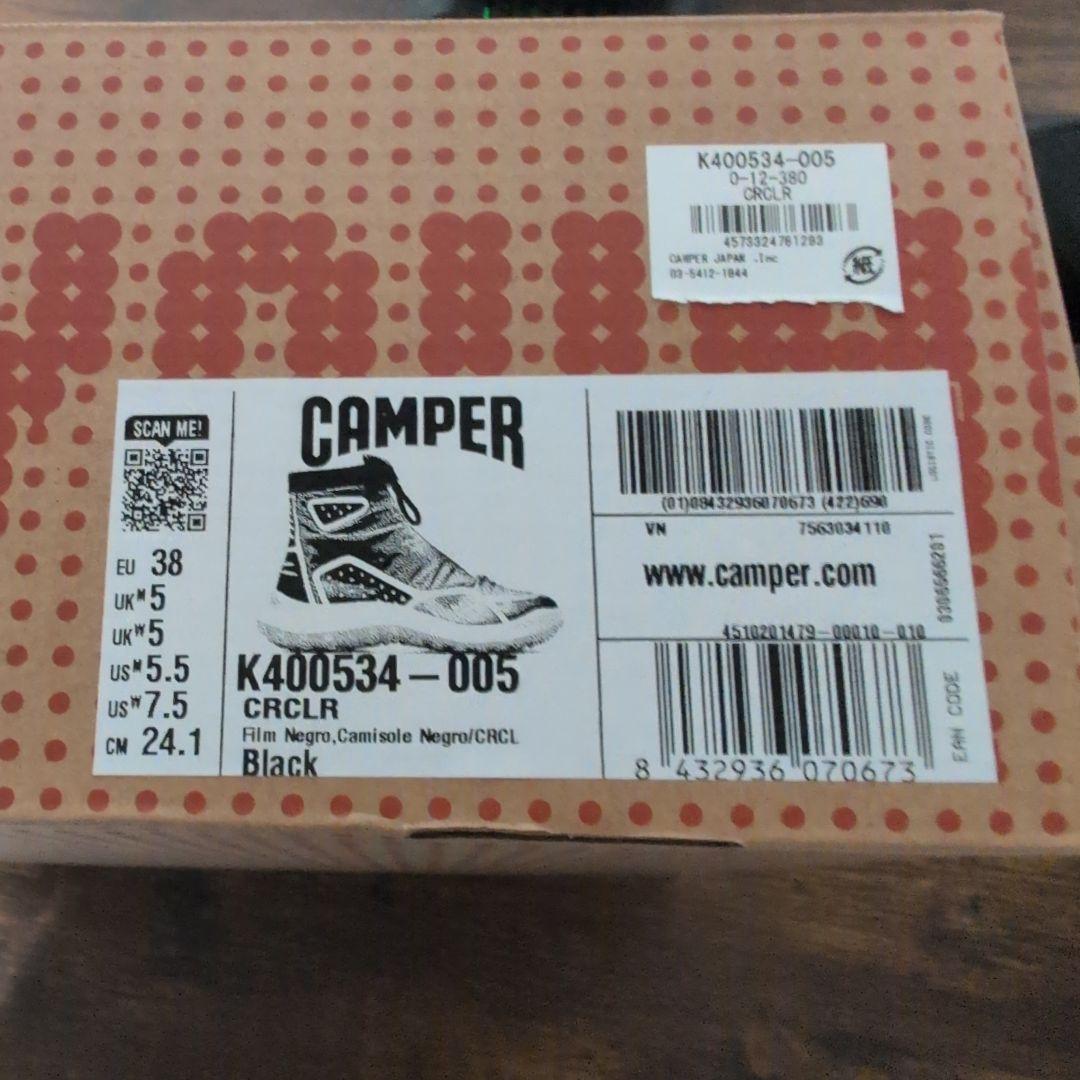 K400534-005
0-12-380
CRCLR
4573324761293
CAMPER JAPAN .Inc
03-5412-1844
SCAN ME!
EU 38
UKᴹ 5
UKᵂ 5
USᴹ 5.5
USᵂ 7.5
CM 24.1
CAMPER
K400534-005
CRCLR
Film Negro,Camisole Negro/CRCL
Black
(01)08432936070673 (422)690
VN 7563034110
www.camper.com
0306566201
4510201479-00010-010
8 432936 070673
EAN CODE